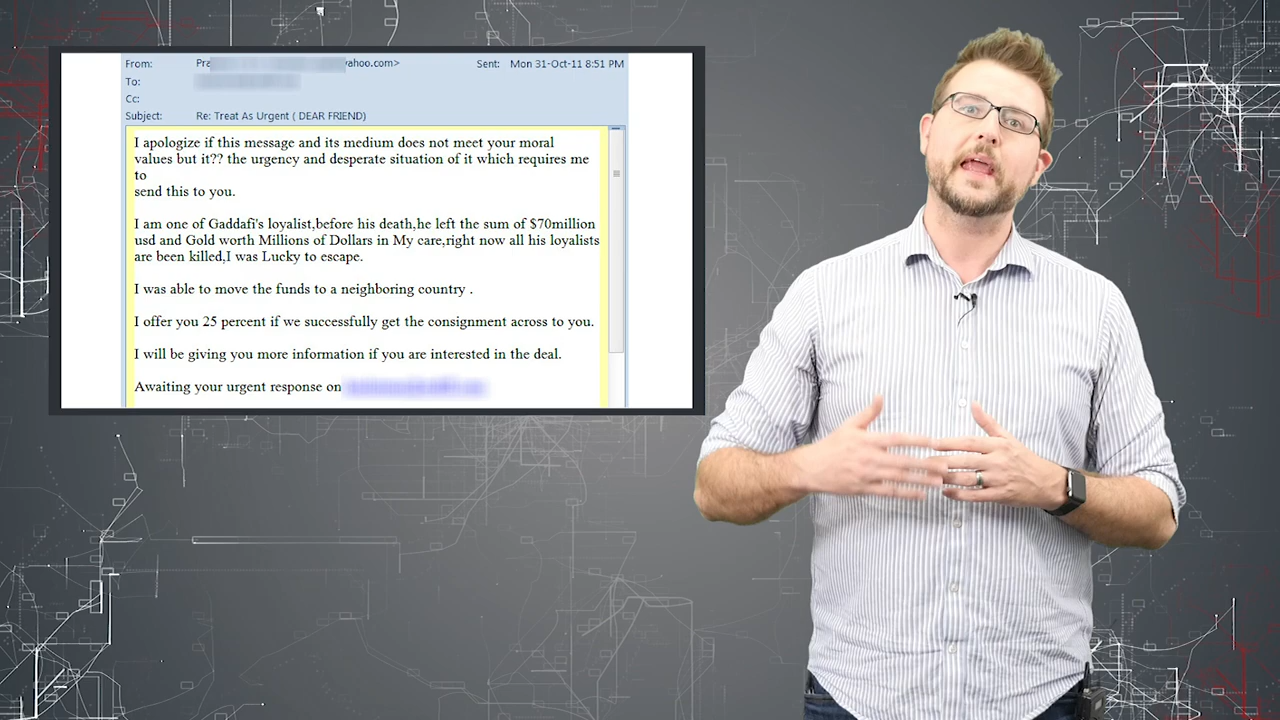 From: Pra yahoo.com> Sent: Mon 31-Oct-11 8:51 PM
To:
Cc:
Subject: Re: Treat As Urgent ( DEAR FRIEND)
I apologize if this message and its medium does not meet your moral
values but it?? the urgency and desperate situation of it which requires me
to
send this to you.
I am one of Gaddafi's loyalist,before his death,he left the sum of $70million
usd and Gold worth Millions of Dollars in My care,right now all his loyalists
are been killed,I was Lucky to escape.
I was able to move the funds to a neighboring country .
I offer you 25 percent if we successfully get the consignment across to you.
I will be giving you more information if you are interested in the deal.
Awaiting your urgent response on